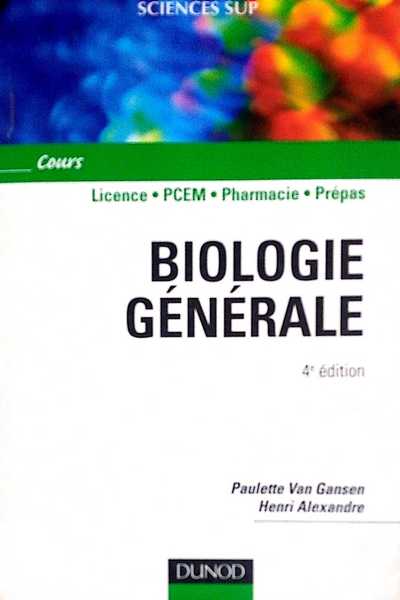 SCIENCES SUP
Cours
Licence • PCEM • Pharmacie • Prépas
BIOLOGIE
GÉNÉRALE
4e édition
Paulette Van Gansen
Henri Alexandre
DUNOD